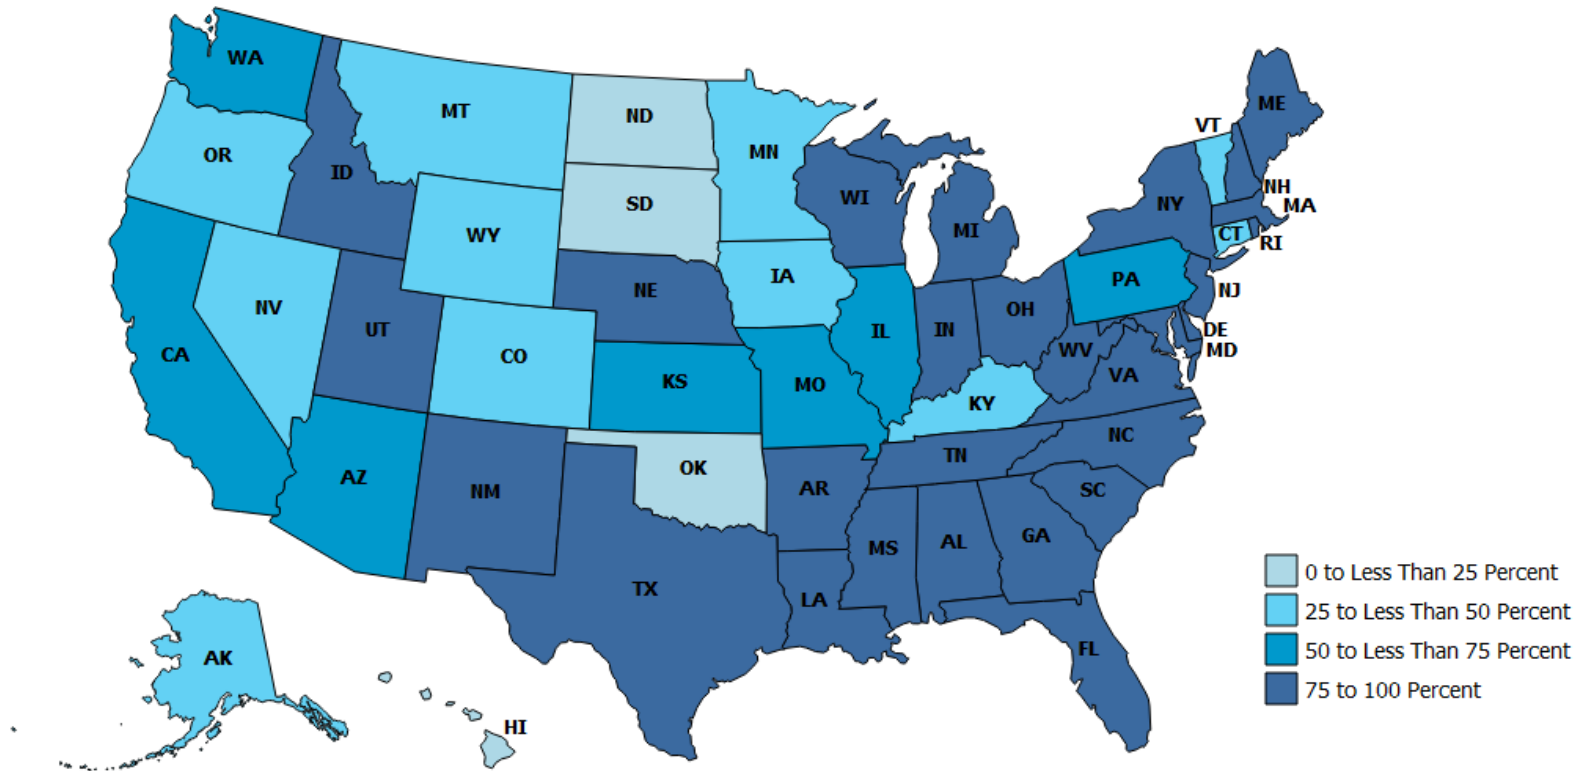 WA
MT
ND
ME
VT
OR
MN
ID
SD
WI
NY
NH
MA
WY
MI
CT
RI
IA
PA
NE
NJ
NV
UT
IL
IN
OH
DE
MD
CA
CO
WV
VA
KS
MO
KY
NC
TN
OK
AZ
NM
AR
SC
MS
AL
GA
TX
LA
FL
AK
HI
0 to Less Than 25 Percent
25 to Less Than 50 Percent
50 to Less Than 75 Percent
75 to 100 Percent